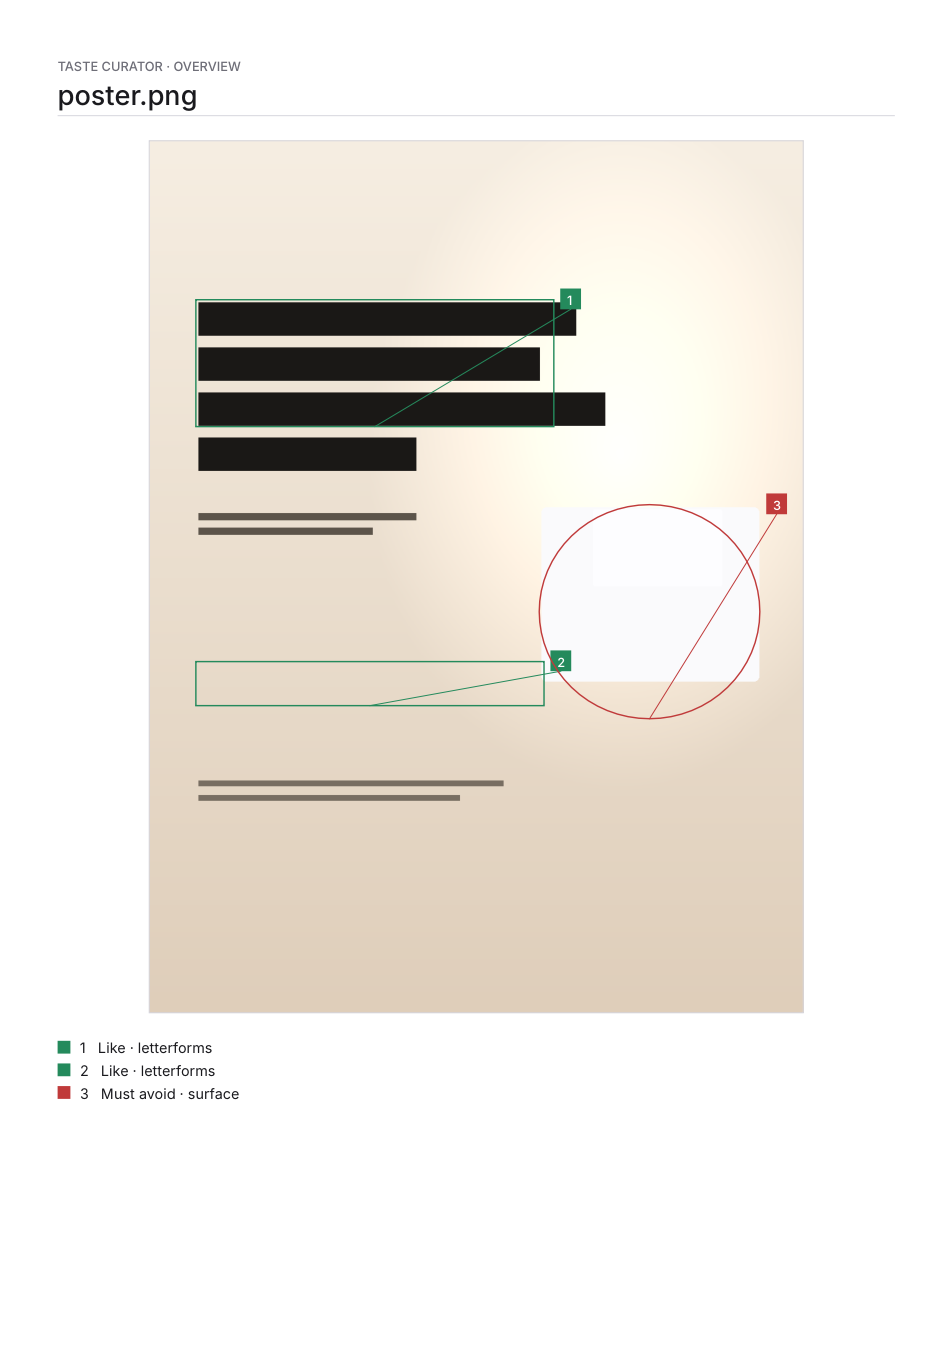 TASTE CURATOR · OVERVIEW
poster.png
1
3
2
1 Like · letterforms
2 Like · letterforms
3 Must avoid · surface